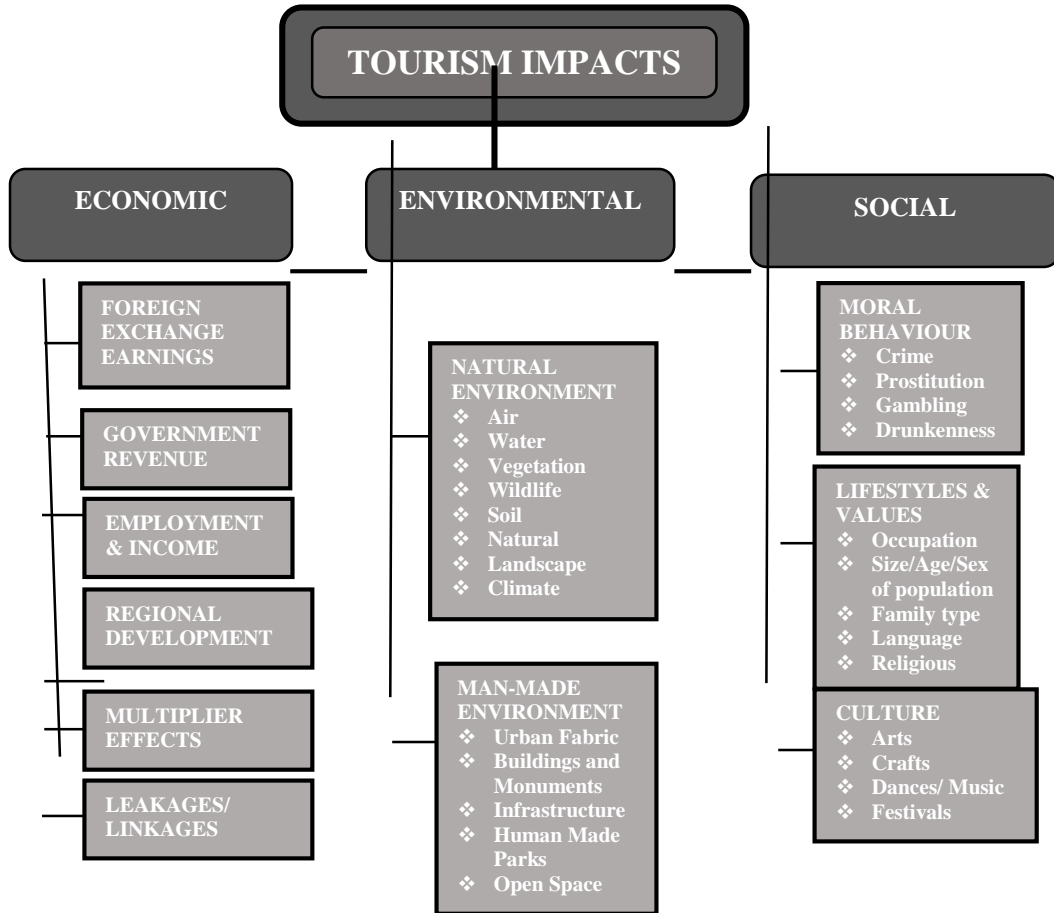 TOURISM IMPACTS
ECONOMIC
FOREIGN
EXCHANGE
EARNINGS
GOVERNMENT
REVENUE
EMPLOYMENT
& INCOME
REGIONAL
DEVELOPMENT
MULTIPLIER
EFFECTS
LEAKAGES/
LINKAGES
ENVIRONMENTAL
NATURAL
ENVIRONMENT
❖ Air
❖ Water
❖ Vegetation
❖ Wildlife
❖ Soil
❖ Natural
❖ Landscape
❖ Climate
MAN-MADE
ENVIRONMENT
❖ Urban Fabric
❖ Buildings and
Monuments
❖ Infrastructure
❖ Human Made
Parks
❖ Open Space
SOCIAL
MORAL
BEHAVIOUR
❖ Crime
❖ Prostitution
❖ Gambling
❖ Drunkenness
LIFESTYLES &
VALUES
❖ Occupation
❖ Size/Age/Sex
of population
❖ Family type
❖ Language
❖ Religious
CULTURE
❖ Arts
❖ Crafts
❖ Dances/ Music
❖ Festivals